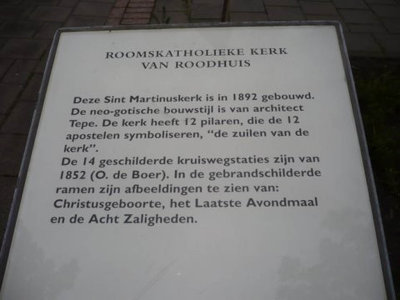 ROOMSKATHOLIEKE KERK
VAN ROODHUIS
Deze Sint Martinuskerk is in 1892 gebouwd.
De neo-gotische bouwstijl is van architect
Tepe. De kerk heeft 12 pilaren, die de 12
apostelen symboliseren, "de zuilen van de
kerk".
De 14 geschilderde kruiswegstaties zijn van
1852 (O. de Boer). In de gebrandschilderde
ramen zijn afbeeldingen te zien van:
Christusgeboorte, het Laatste Avondmaal
en de Acht Zaligheden.